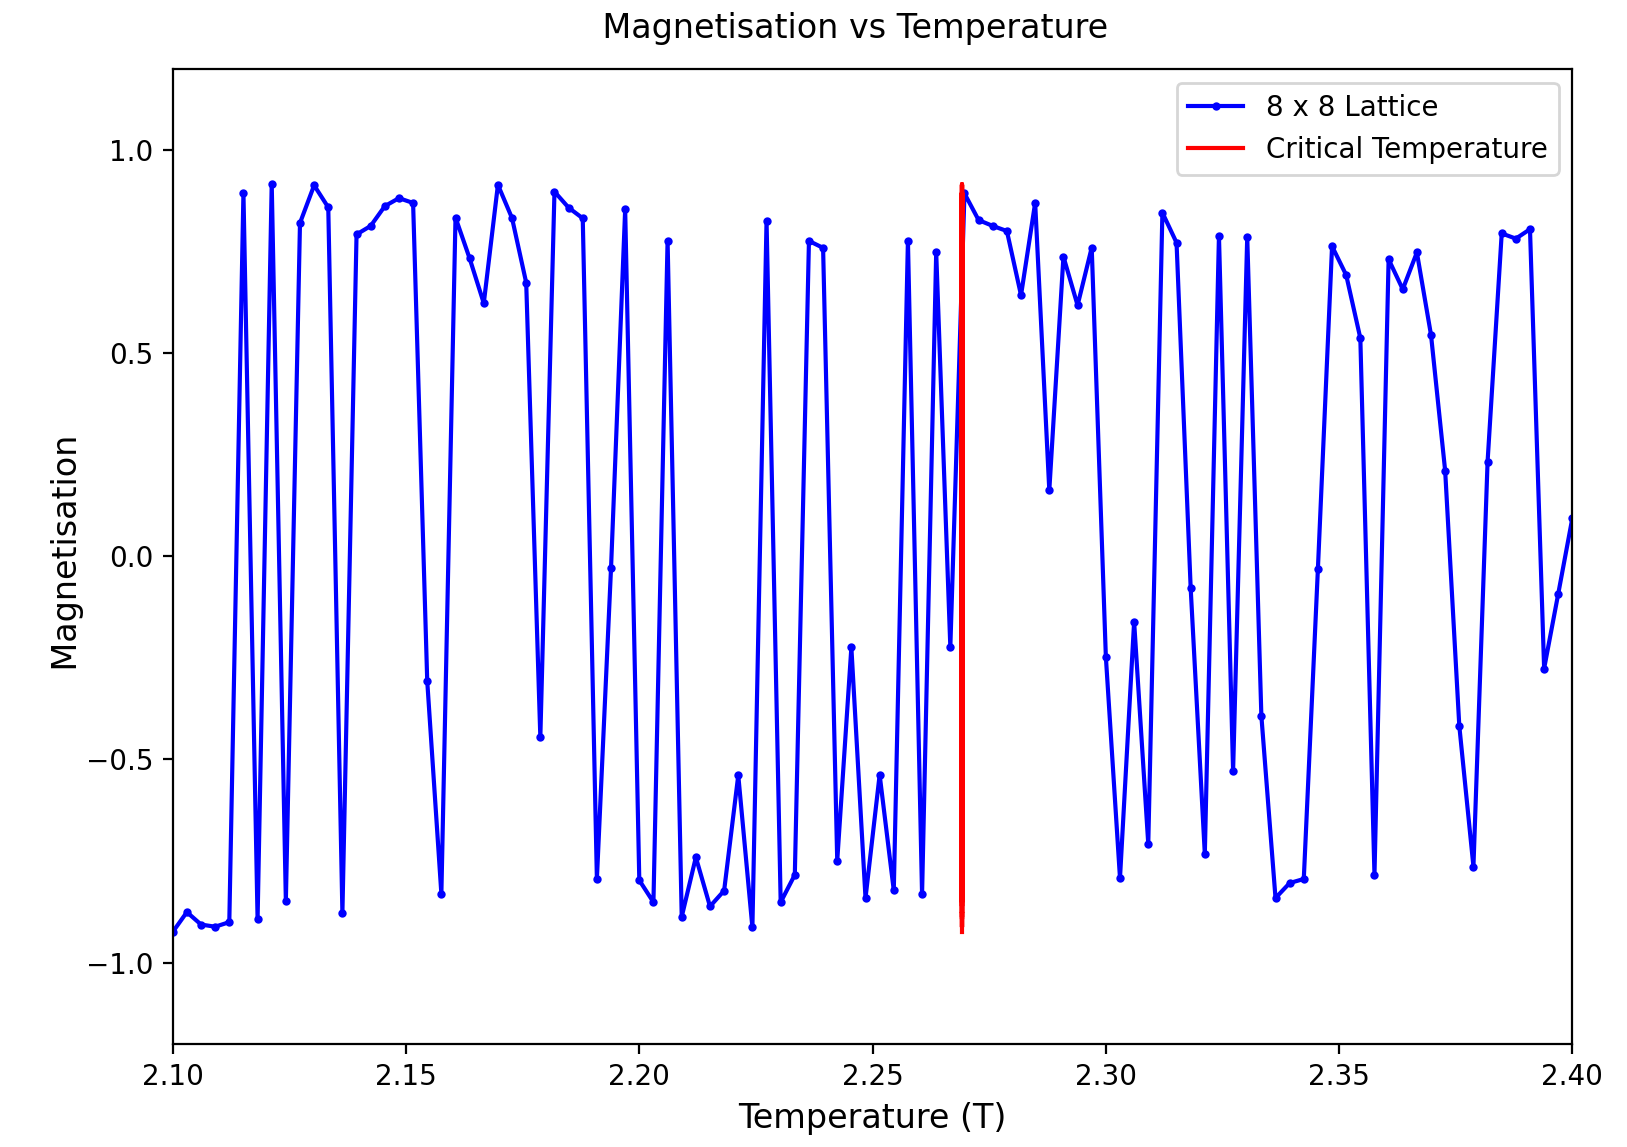 Magnetisation vs Temperature
8 x 8 Lattice
Critical Temperature
1.0
0.5
0.0
−0.5
−1.0
Magnetisation
2.10 2.15 2.20 2.25 2.30 2.35 2.40
Temperature (T)